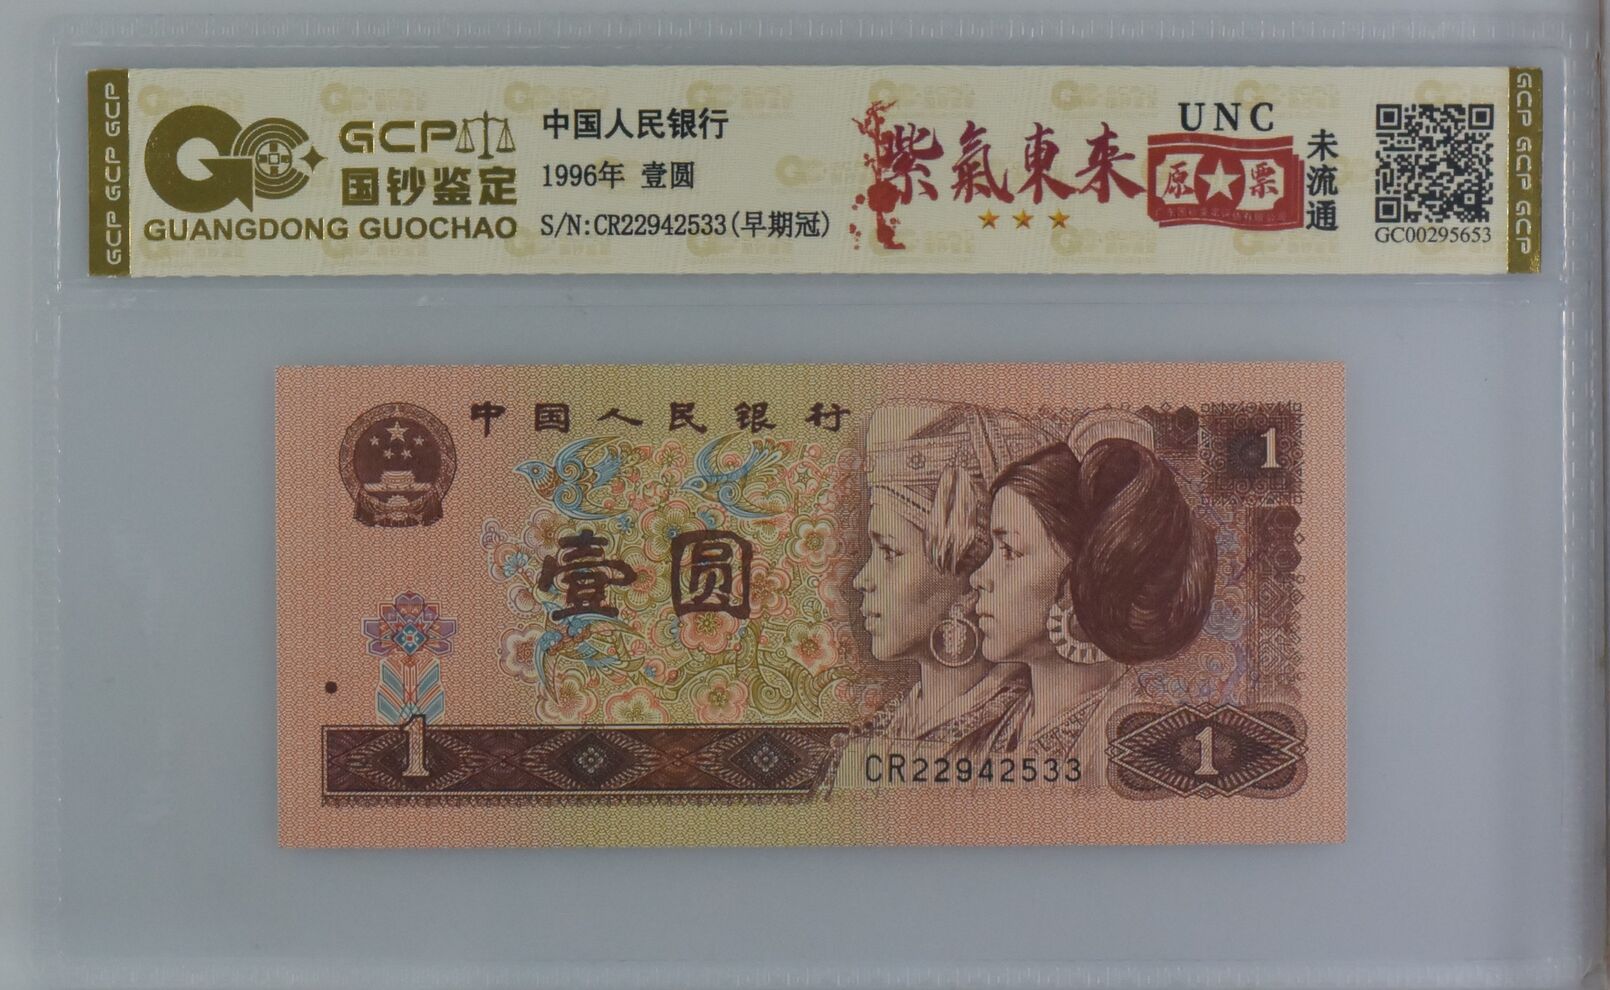 GCP GCP GCP
GCP
国钞鉴定
GUANGDONG GUOCHAO
中国人民银行
1996年 壹圆
S/N:CR22942533(早期冠)
紫氣東来
UNC
原票
未流通
GC00295653
GCP GCP GCP
中国人民银行
1
壹圆
1
CR22942533
1